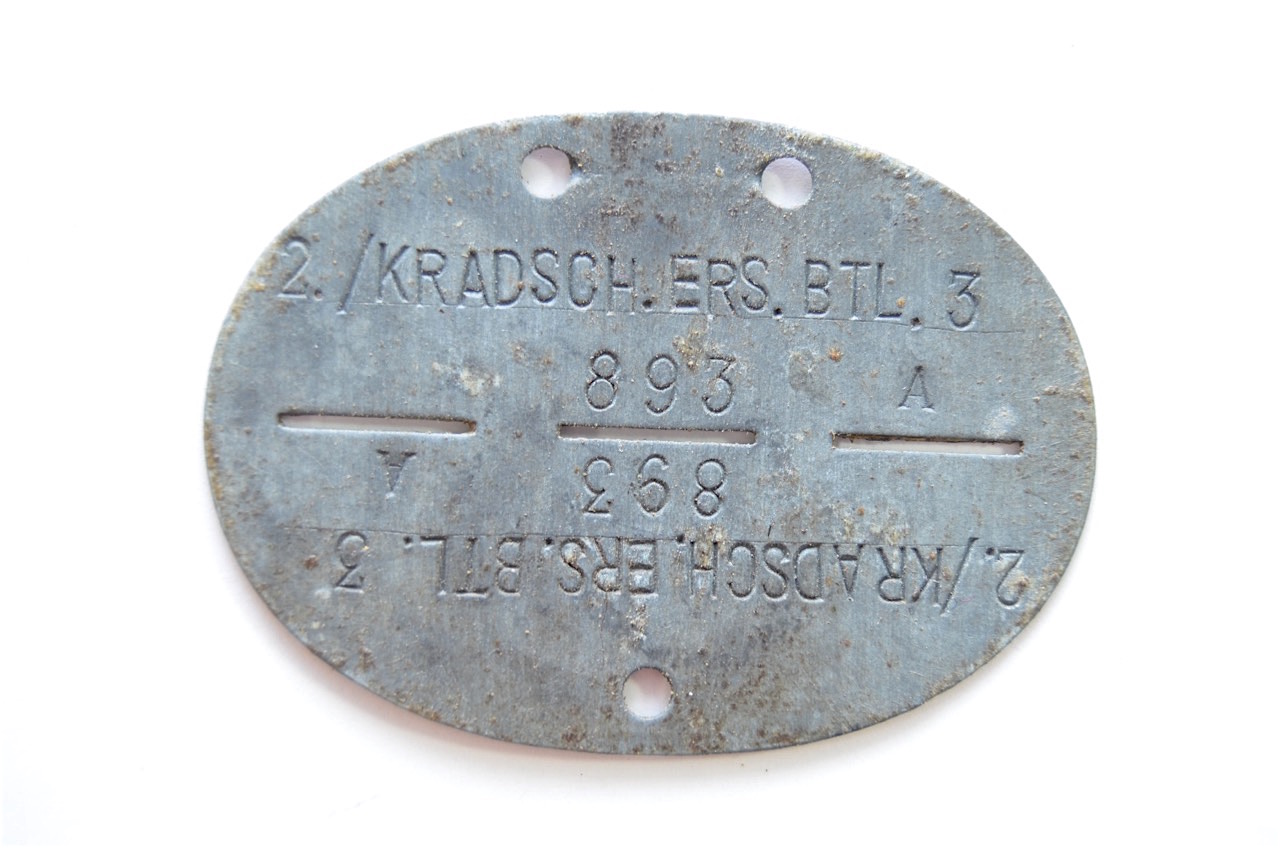 2./KRADSCH.ERS.BTL.3
893 A
893 A
2./KRADSCH.ERS.BTL. 3